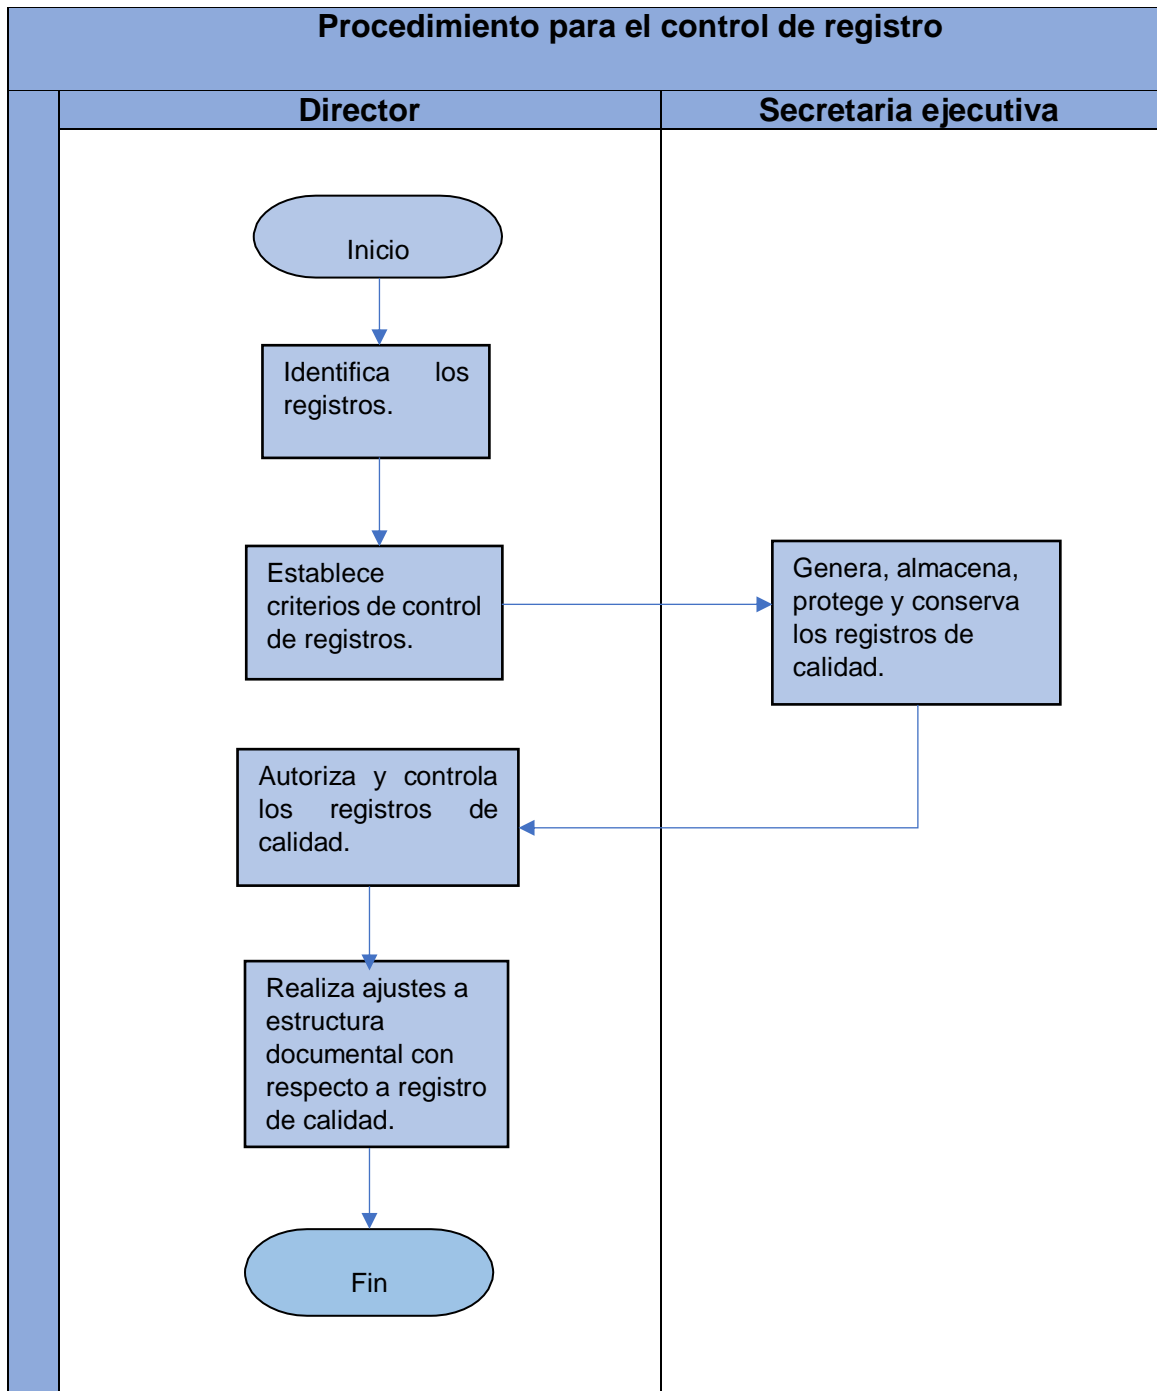 Procedimiento para el control de registro
Director
Secretaria ejecutiva
Inicio
Identifica los
registros.
Establece
criterios de control
de registros.
Genera, almacena,
protege y conserva
los registros de
calidad.
Autoriza y controla
los registros de
calidad.
Realiza ajustes a
estructura
documental con
respecto a registro
de calidad.
Fin